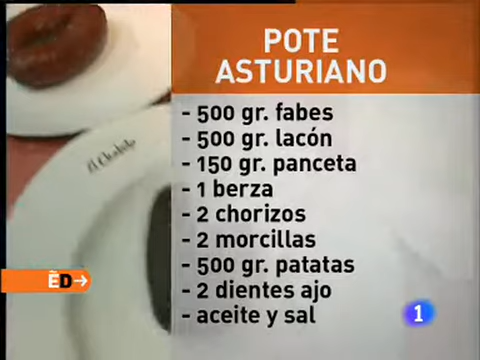 POTE
ASTURIANO
- 500 gr. fabes
- 500 gr. lacón
- 150 gr. panceta
- 1 berza
- 2 chorizos
- 2 morcillas
- 500 gr. patatas
- 2 dientes ajo
- aceite y sal
ẼD→
1